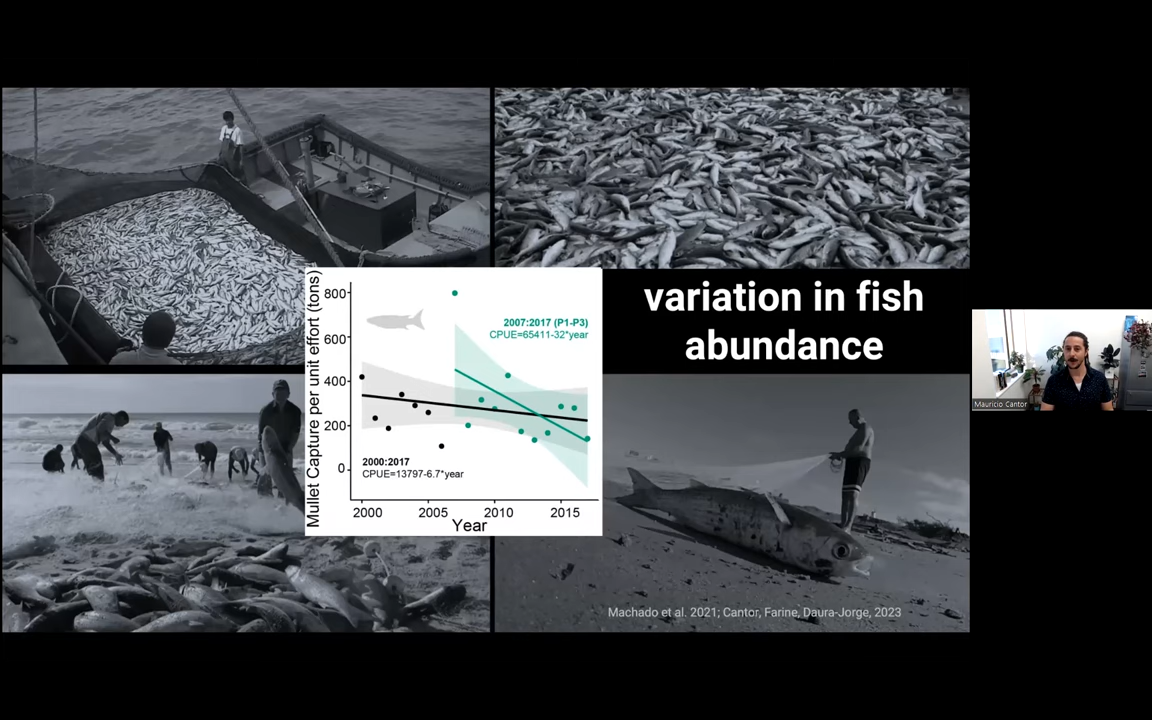 variation in fish
abundance
Mullet Capture per unit effort (tons)
800
600
400
200
0
2007:2017 (P1-P3)
CPUE=65411-32*year
2000:2017
CPUE=13797-6.7*year
2000
2005
2010
2015
Year
Machado et al. 2021; Cantor, Farine, Daura-Jorge, 2023
Mauricio Cantor